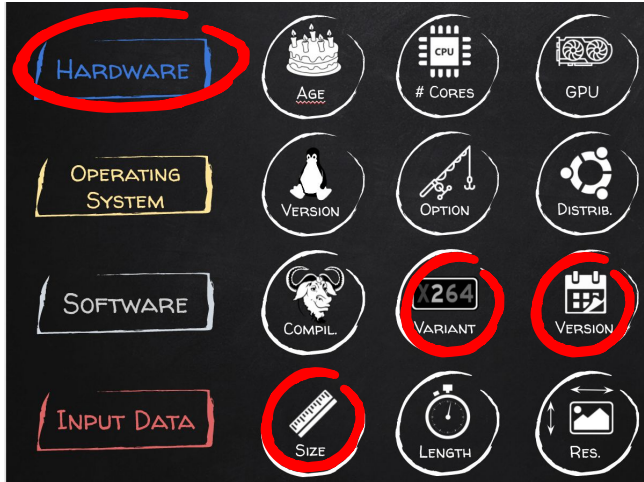 HARDWARE
AGE
CPU
# CORES
GPU
OPERATING
SYSTEM
VERSION
OPTION
DISTRIB.
SOFTWARE
COMPIL.
X264
VARIANT
VERSION
INPUT DATA
SIZE
LENGTH
RES.